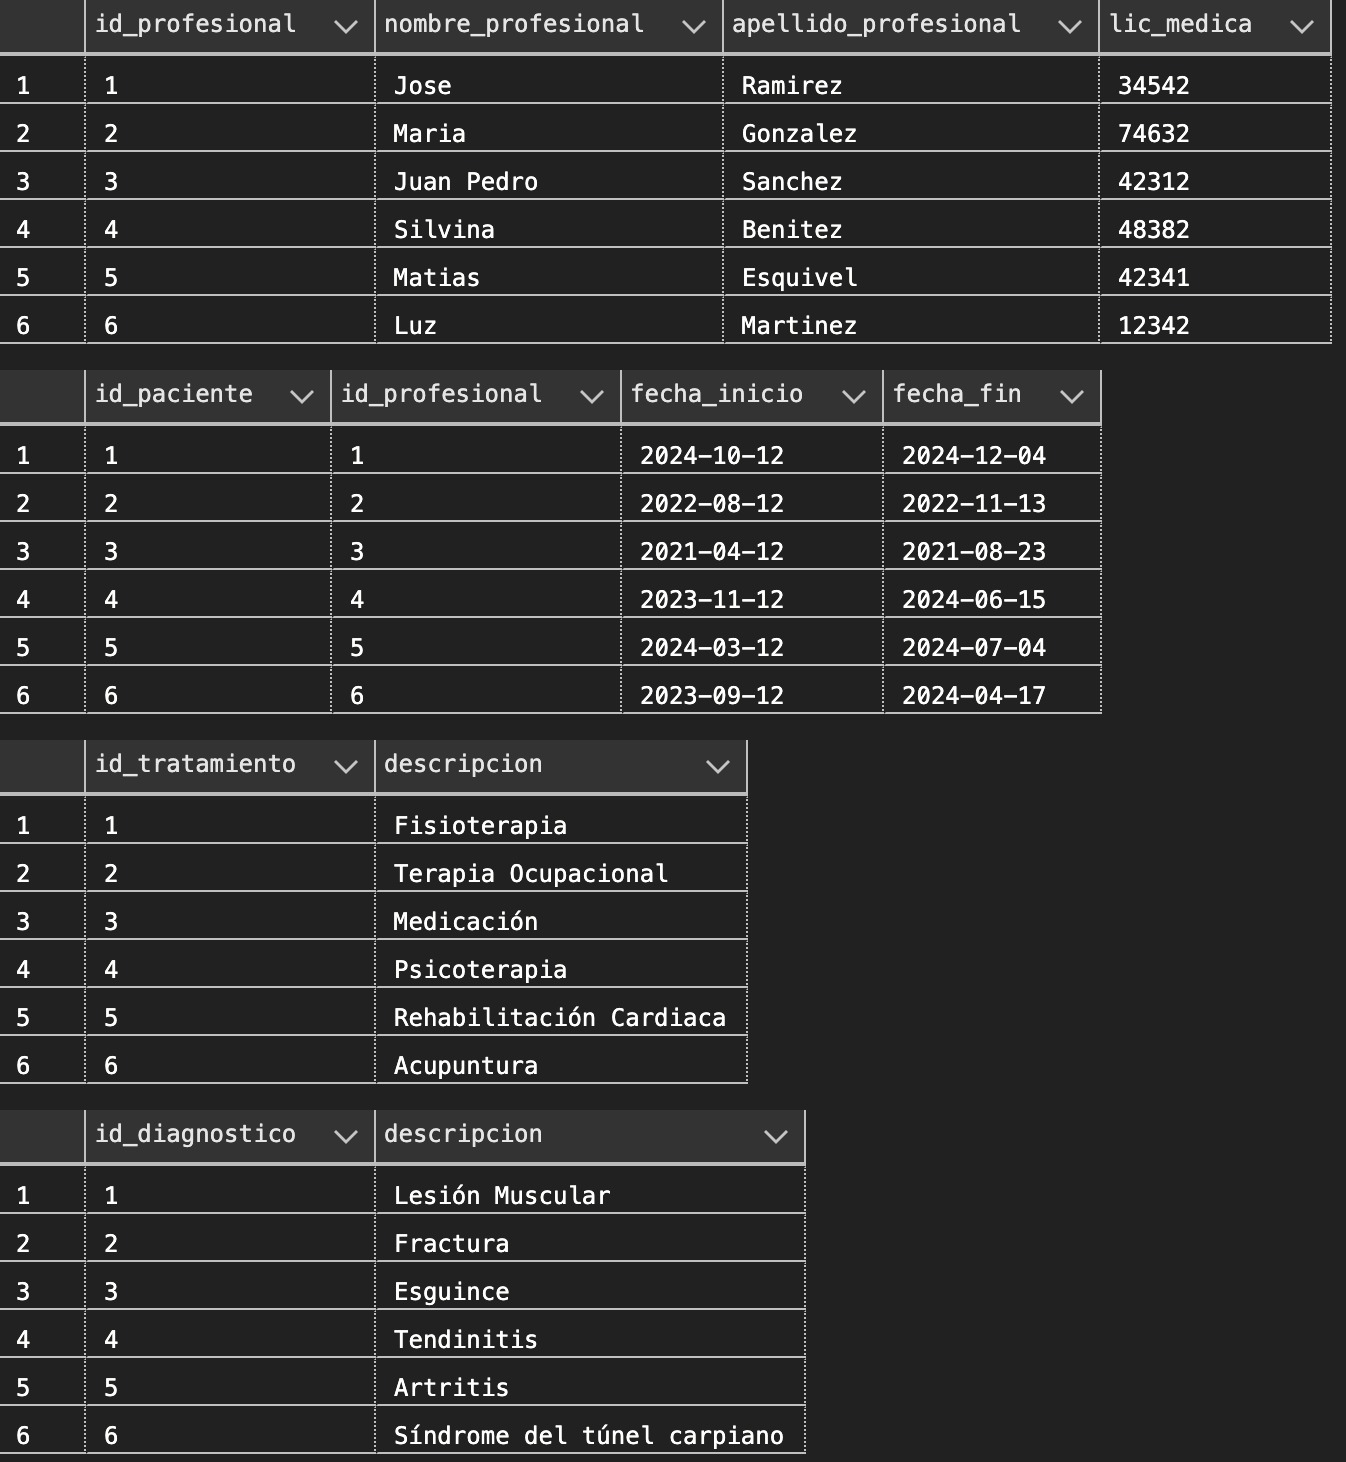 id_profesional nombre_profesional apellido_profesional lic_medica
1 1 Jose Ramirez 34542
2 2 Maria Gonzalez 74632
3 3 Juan Pedro Sanchez 42312
4 4 Silvina Benitez 48382
5 5 Matias Esquivel 42341
6 6 Luz Martinez 12342
id_paciente id_profesional fecha_inicio fecha_fin
1 1 1 2024-10-12 2024-12-04
2 2 2 2022-08-12 2022-11-13
3 3 3 2021-04-12 2021-08-23
4 4 4 2023-11-12 2024-06-15
5 5 5 2024-03-12 2024-07-04
6 6 6 2023-09-12 2024-04-17
id_tratamiento descripcion
1 1 Fisioterapia
2 2 Terapia Ocupacional
3 3 Medicación
4 4 Psicoterapia
5 5 Rehabilitación Cardiaca
6 6 Acupuntura
id_diagnostico descripcion
1 1 Lesión Muscular
2 2 Fractura
3 3 Esguince
4 4 Tendinitis
5 5 Artritis
6 6 Síndrome del túnel carpiano